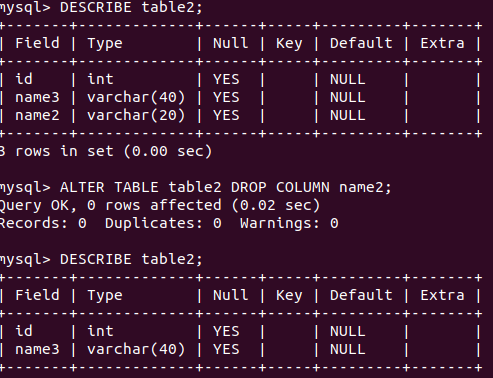 mysql> DESCRIBE table2;
+-------+-------------+------+-----+---------+-------+
| Field | Type        | Null | Key | Default | Extra |
+-------+-------------+------+-----+---------+-------+
| id    | int         | YES  |     | NULL    |       |
| name3 | varchar(40) | YES  |     | NULL    |       |
| name2 | varchar(20) | YES  |     | NULL    |       |
+-------+-------------+------+-----+---------+-------+
3 rows in set (0.00 sec)
mysql> ALTER TABLE table2 DROP COLUMN name2;
Query OK, 0 rows affected (0.02 sec)
Records: 0  Duplicates: 0  Warnings: 0
mysql> DESCRIBE table2;
+-------+-------------+------+-----+---------+-------+
| Field | Type        | Null | Key | Default | Extra |
+-------+-------------+------+-----+---------+-------+
| id    | int         | YES  |     | NULL    |       |
| name3 | varchar(40) | YES  |     | NULL    |       |
+-------+-------------+------+-----+---------+-------+